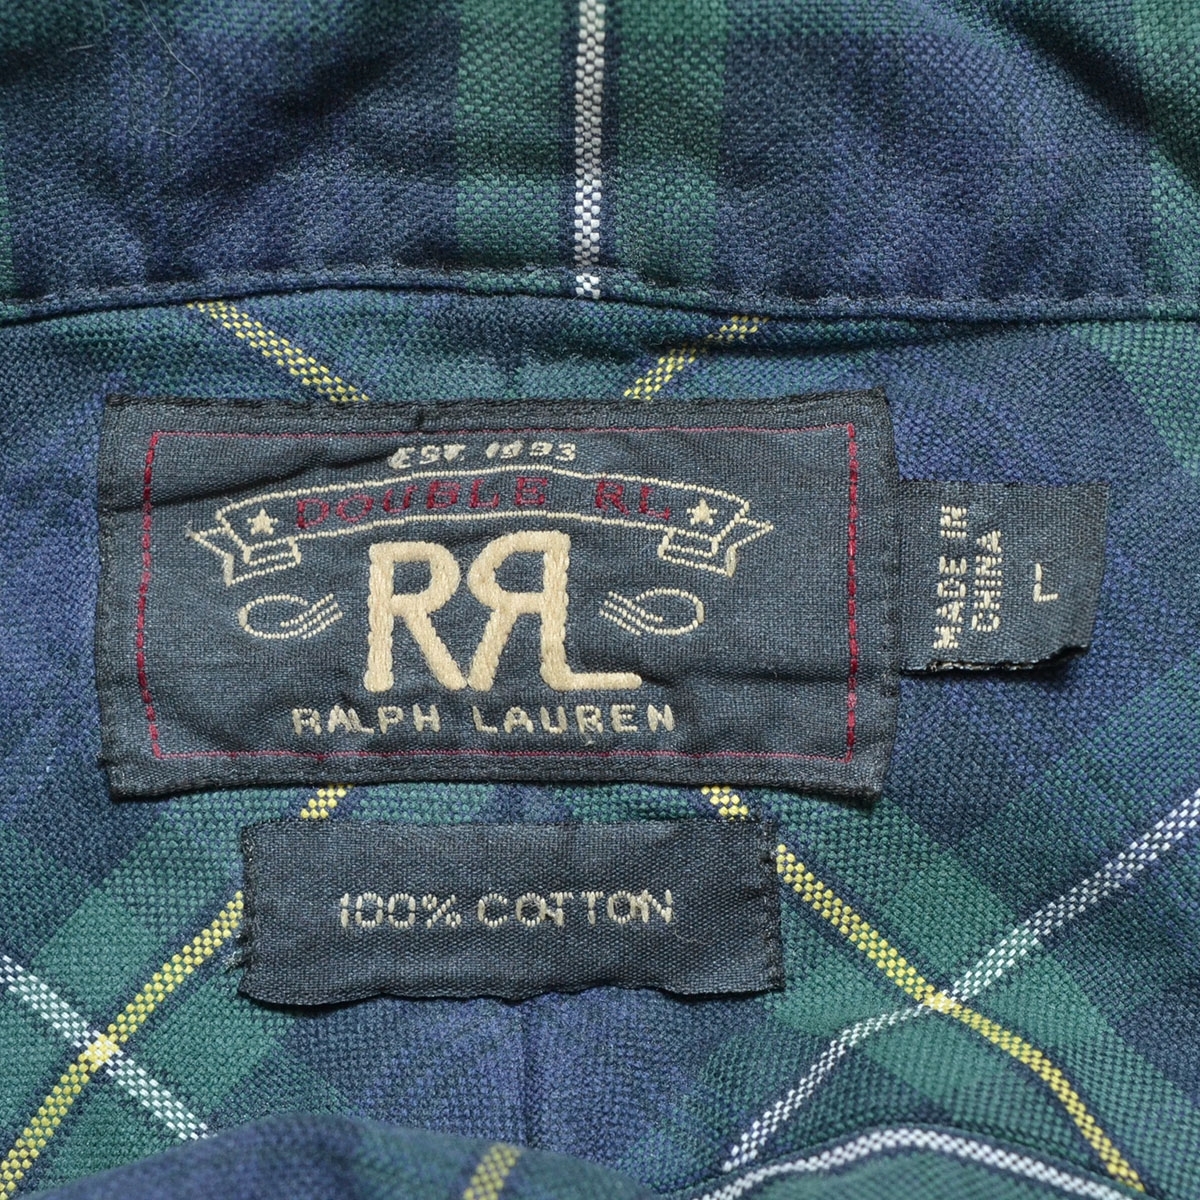 EST. 1993
DOUBLE RL
RRL
RALPH LAUREN
MADE IN
CHINA
L
100% COTTON